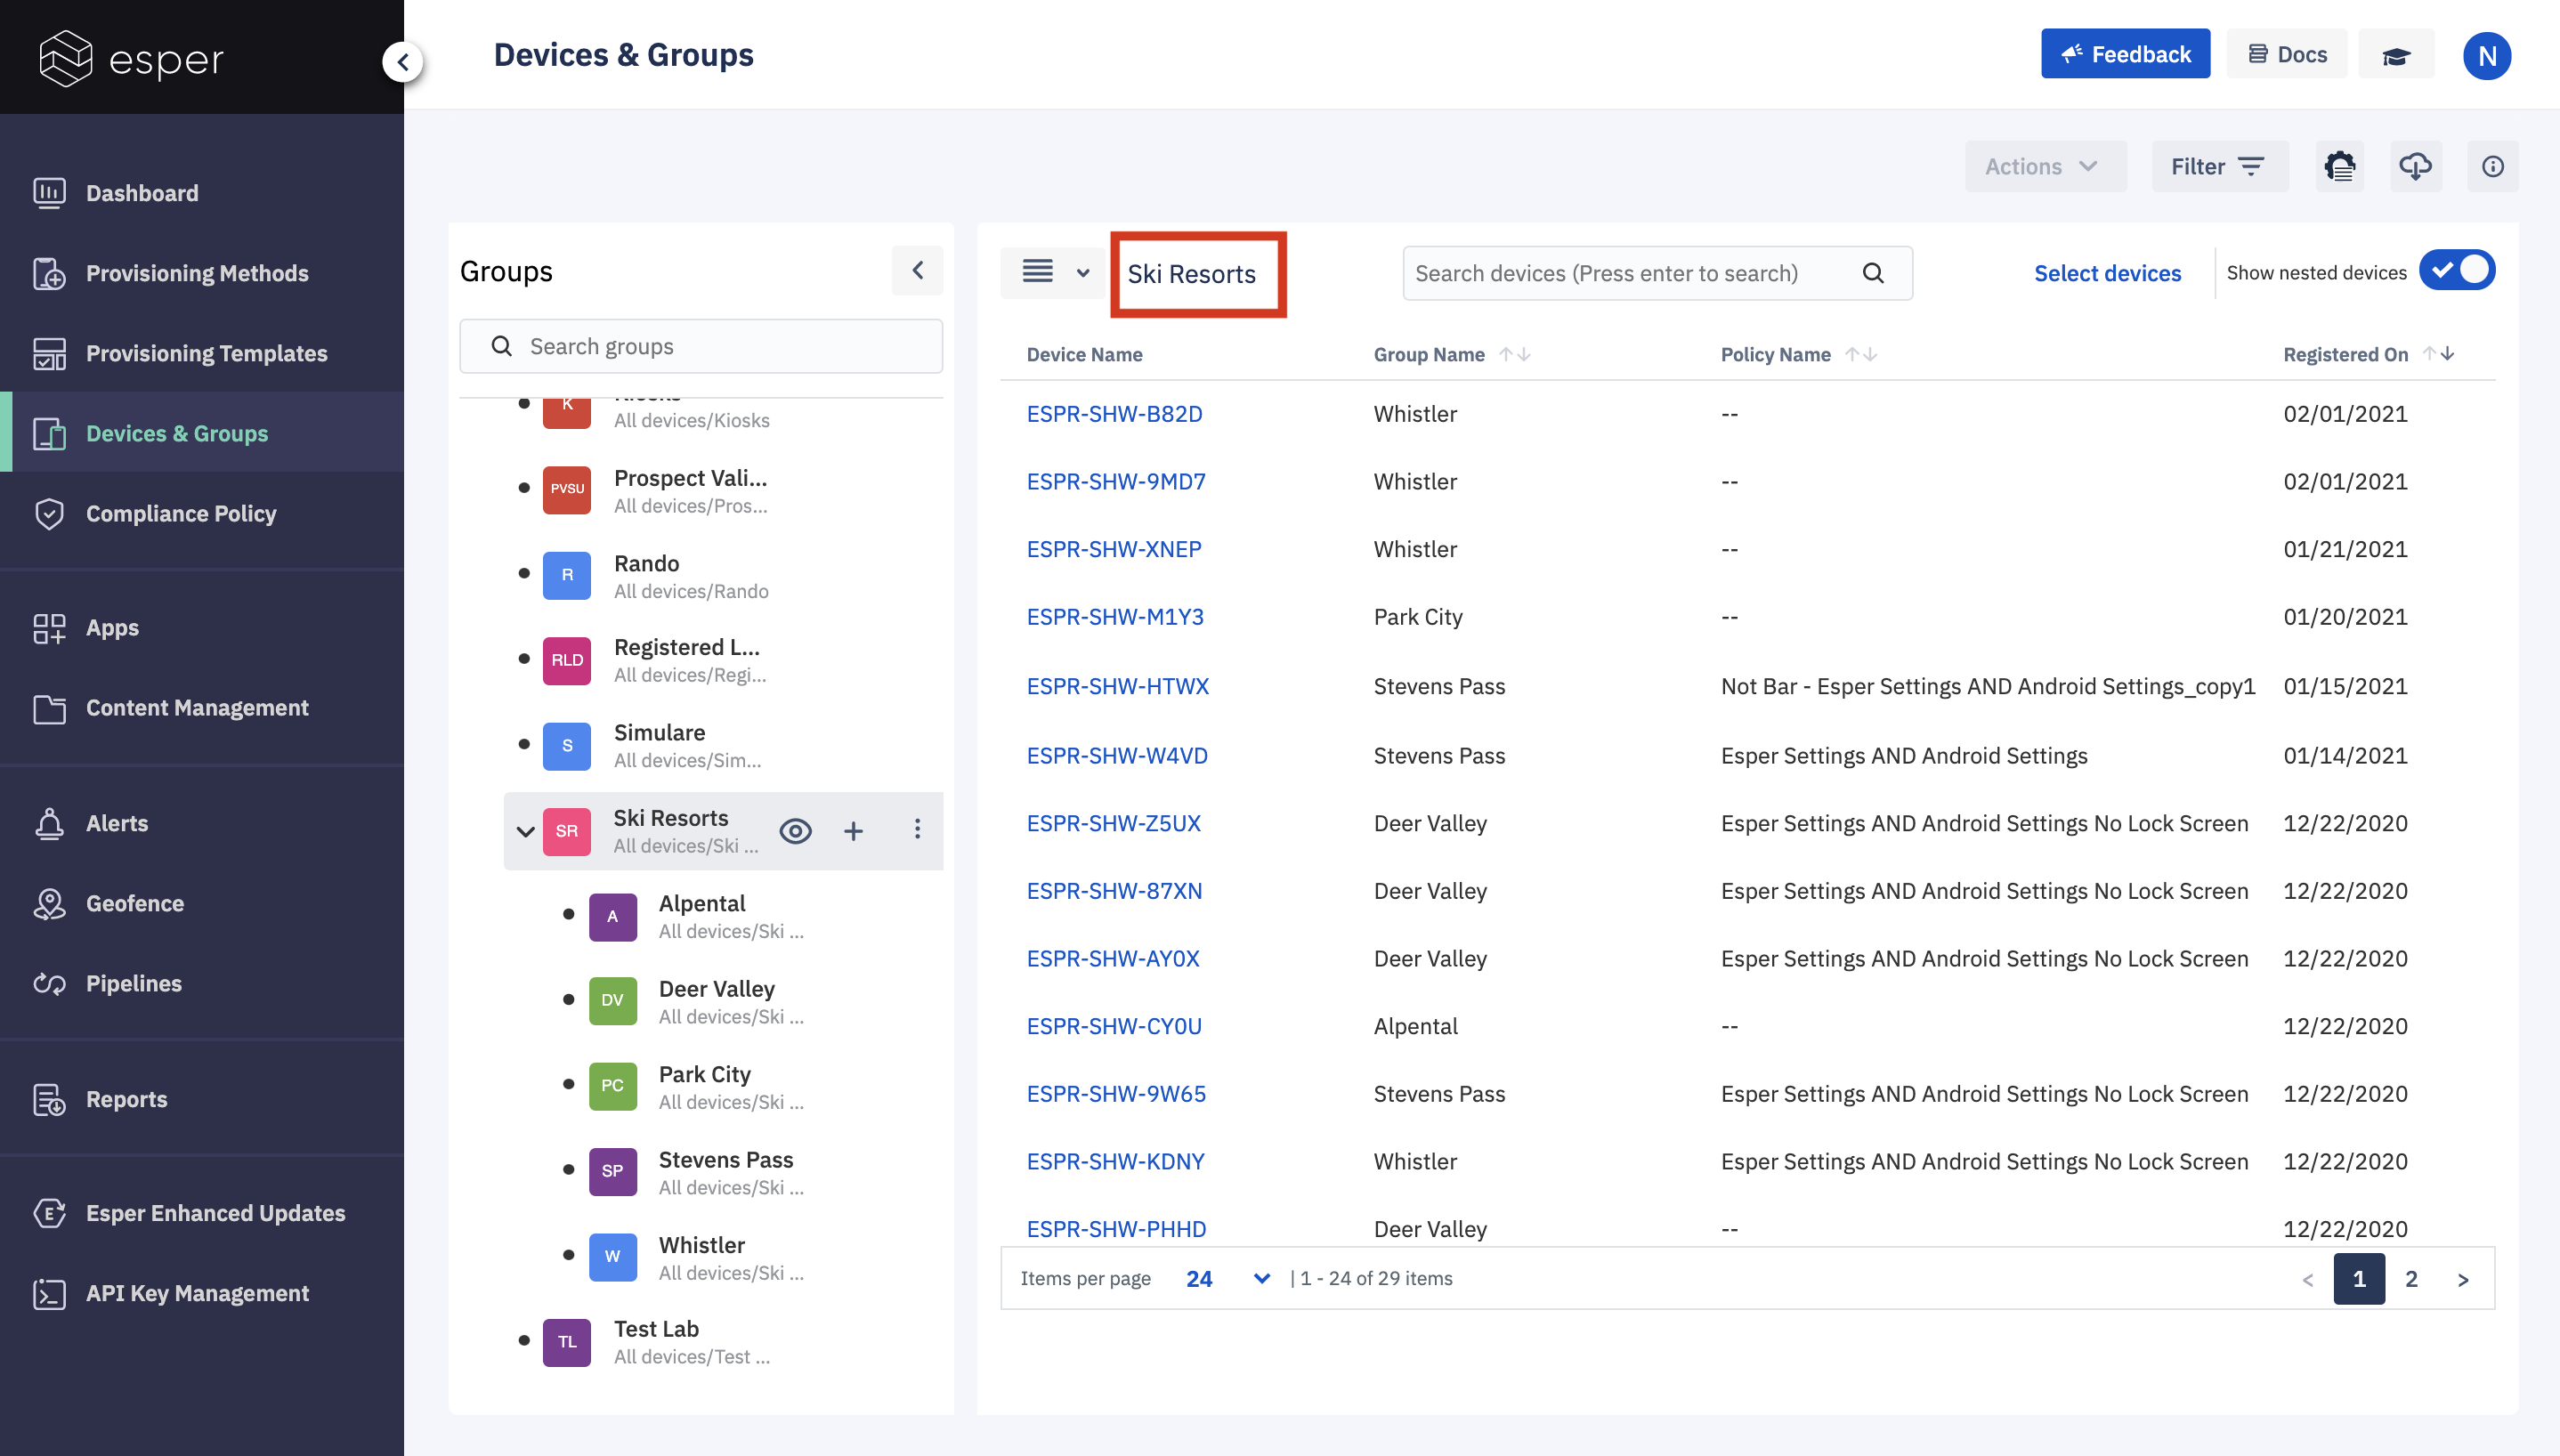 esper
Devices & Groups
Feedback
Docs
N
Dashboard
Provisioning Methods
Provisioning Templates
Devices & Groups
Compliance Policy
Apps
Content Management
Alerts
Geofence
Pipelines
Reports
Esper Enhanced Updates
API Key Management
Actions
Filter
Groups
Search groups
K
All devices/Kiosks
PVSU
Prospect Vali...
All devices/Pros...
R
Rando
All devices/Rando
RLD
Registered L...
All devices/Regi...
S
Simulare
All devices/Sim...
SR
Ski Resorts
All devices/Ski ...
A
Alpental
All devices/Ski ...
DV
Deer Valley
All devices/Ski ...
PC
Park City
All devices/Ski ...
SP
Stevens Pass
All devices/Ski ...
W
Whistler
All devices/Ski ...
TL
Test Lab
All devices/Test ...
Ski Resorts
Search devices (Press enter to search)
Select devices
Show nested devices
Device Name Group Name Policy Name Registered On
ESPR-SHW-B82D Whistler -- 02/01/2021
ESPR-SHW-9MD7 Whistler -- 02/01/2021
ESPR-SHW-XNEP Whistler -- 01/21/2021
ESPR-SHW-M1Y3 Park City -- 01/20/2021
ESPR-SHW-HTWX Stevens Pass Not Bar - Esper Settings AND Android Settings_copy1 01/15/2021
ESPR-SHW-W4VD Stevens Pass Esper Settings AND Android Settings 01/14/2021
ESPR-SHW-Z5UX Deer Valley Esper Settings AND Android Settings No Lock Screen 12/22/2020
ESPR-SHW-87XN Deer Valley Esper Settings AND Android Settings No Lock Screen 12/22/2020
ESPR-SHW-AY0X Deer Valley Esper Settings AND Android Settings No Lock Screen 12/22/2020
ESPR-SHW-CY0U Alpental -- 12/22/2020
ESPR-SHW-9W65 Stevens Pass Esper Settings AND Android Settings No Lock Screen 12/22/2020
ESPR-SHW-KDNY Whistler Esper Settings AND Android Settings No Lock Screen 12/22/2020
ESPR-SHW-PHHD Deer Valley -- 12/22/2020
Items per page 24 | 1 - 24 of 29 items < 1 2 >